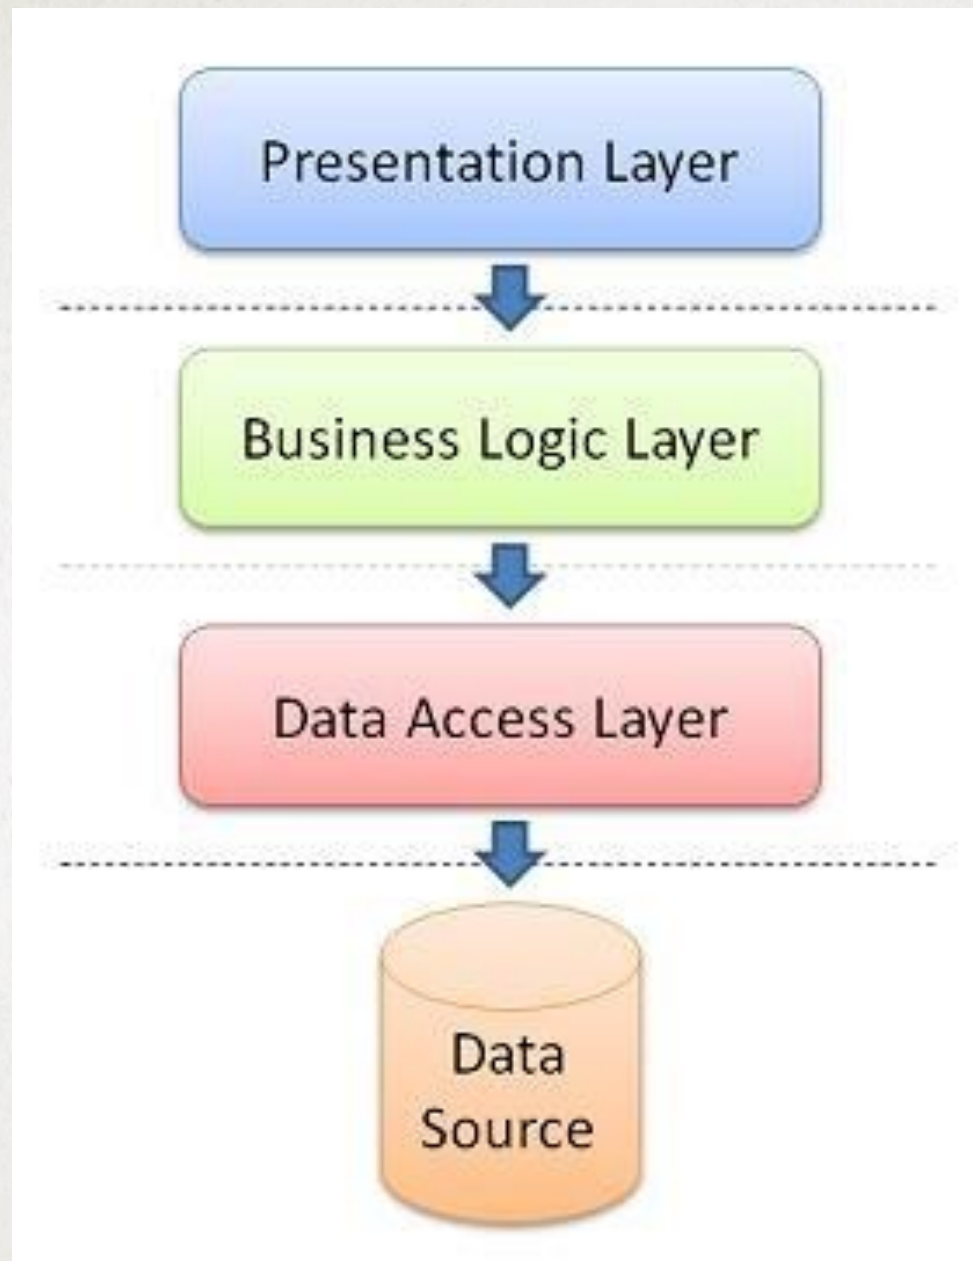 Presentation Layer
Business Logic Layer
Data Access Layer
Data
Source